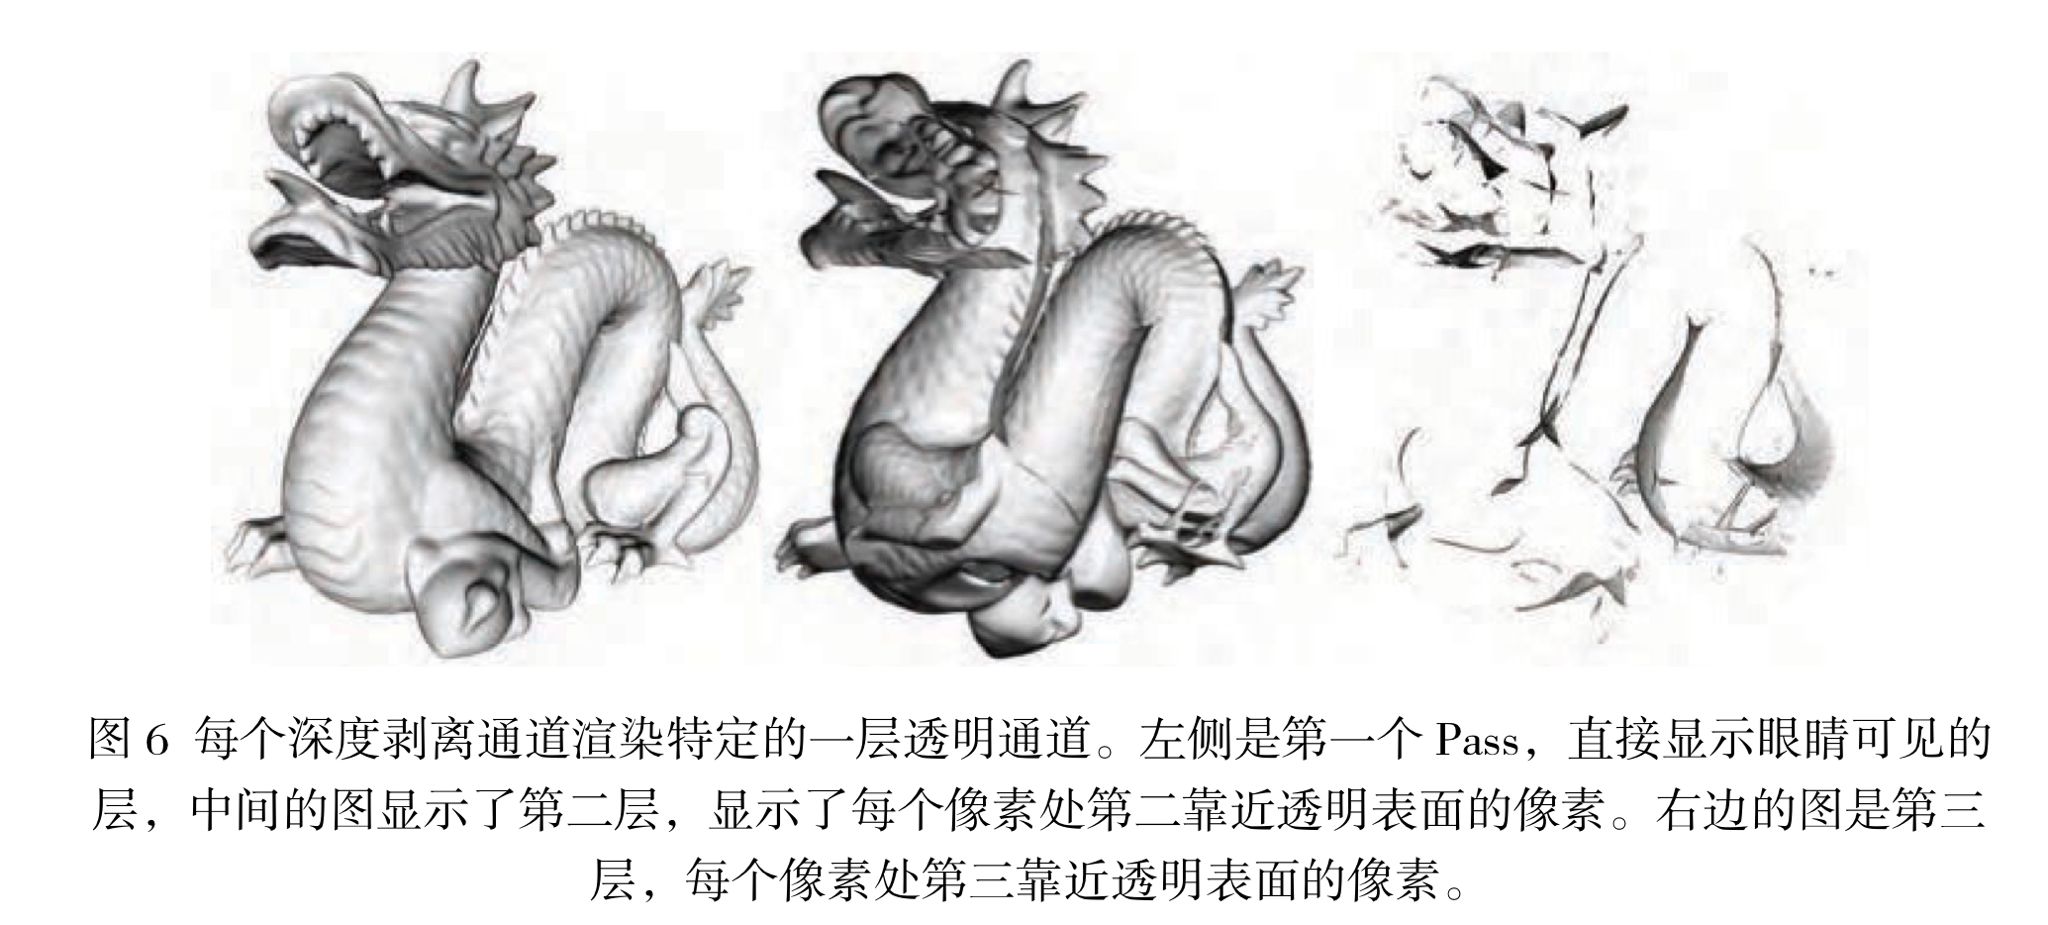 图 6 每个深度剥离通道渲染特定的一层透明通道。左侧是第一个 Pass，直接显示眼睛可见的
层，中间的图显示了第二层，显示了每个像素处第二靠近透明表面的像素。右边的图是第三
层，每个像素处第三靠近透明表面的像素。